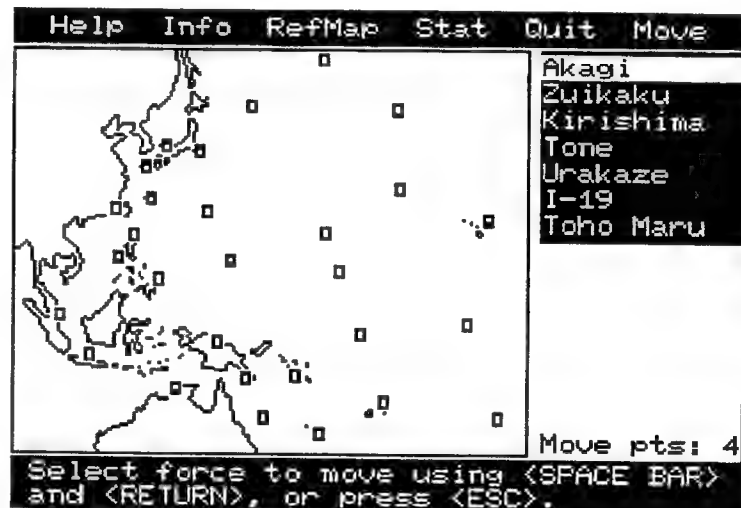 Help Info RefMap Stat Quit Move
Akagi
Zuikaku
Kirishima
Tone
Urakaze
I-19
Toho Maru
Move pts: 4
Select force to move using <SPACE BAR>
and <RETURN>, or press <ESC>.